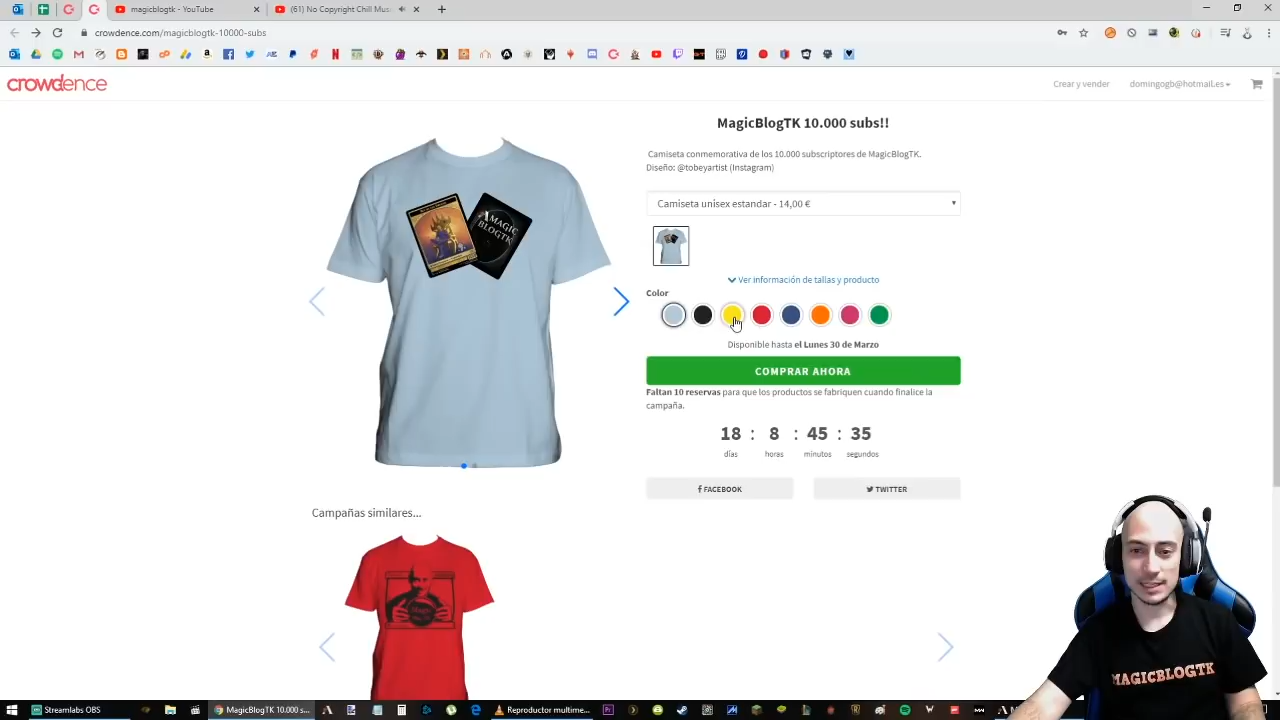 magicblogtk - YouTube
(61) No Copyright Chill Mus
crowdence.com/magicblogtk-10000-subs
crowdence
Crear y vender
domingogb@hotmail.es
MagicBlogTK 10.000 subs!!
Camiseta conmemorativa de los 10.000 subscriptores de MagicBlogTK.
Diseño: @tobeyartist (Instagram)
Camiseta unisex estandar - 14,00 €
AMAGIC
BLOGTK
Ver información de tallas y producto
Color
Disponible hasta el Lunes 30 de Marzo
COMPRAR AHORA
Faltan 10 reservas para que los productos se fabriquen cuando finalice la
campaña.
18 : 8 : 45 : 35
días horas minutos segundos
FACEBOOK
TWITTER
Campañas similares...
MAGICBLOGTK
Streamlabs OBS
MagicBlogTK 10.000 s...
Reproductor multime...